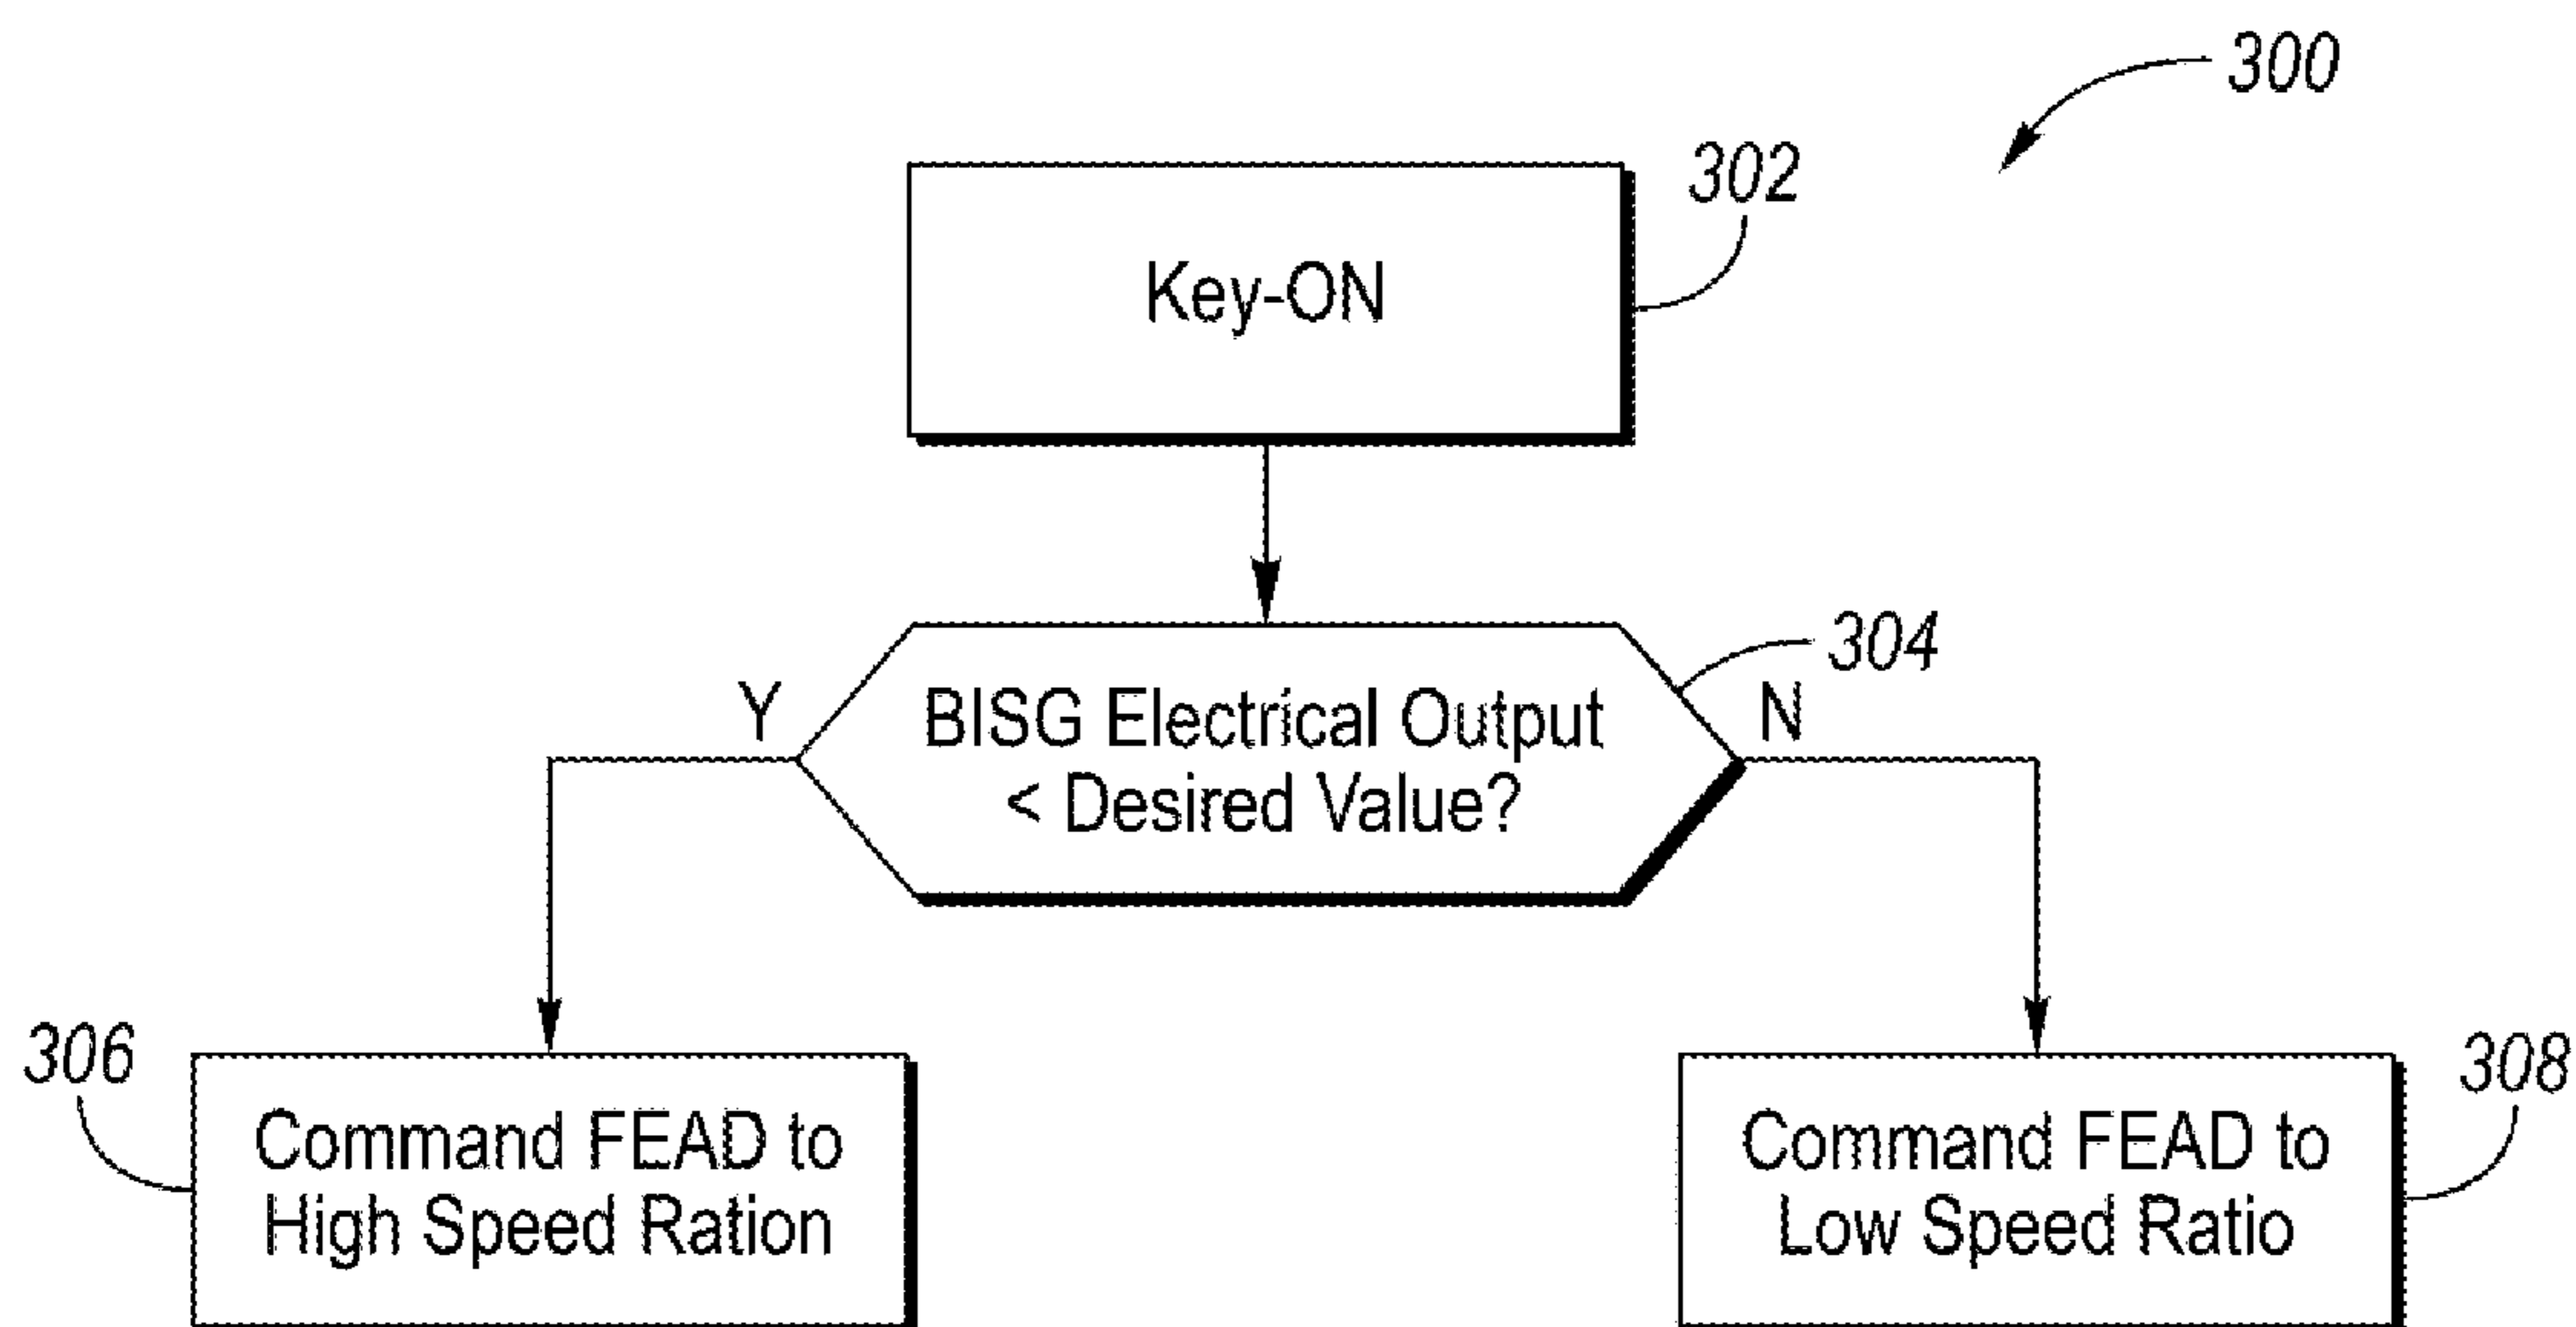 300
302
Key-ON
304
Y
N
BISG Electrical Output
< Desired Value?
306
308
Command FEAD to
High Speed Ration
Command FEAD to
Low Speed Ratio